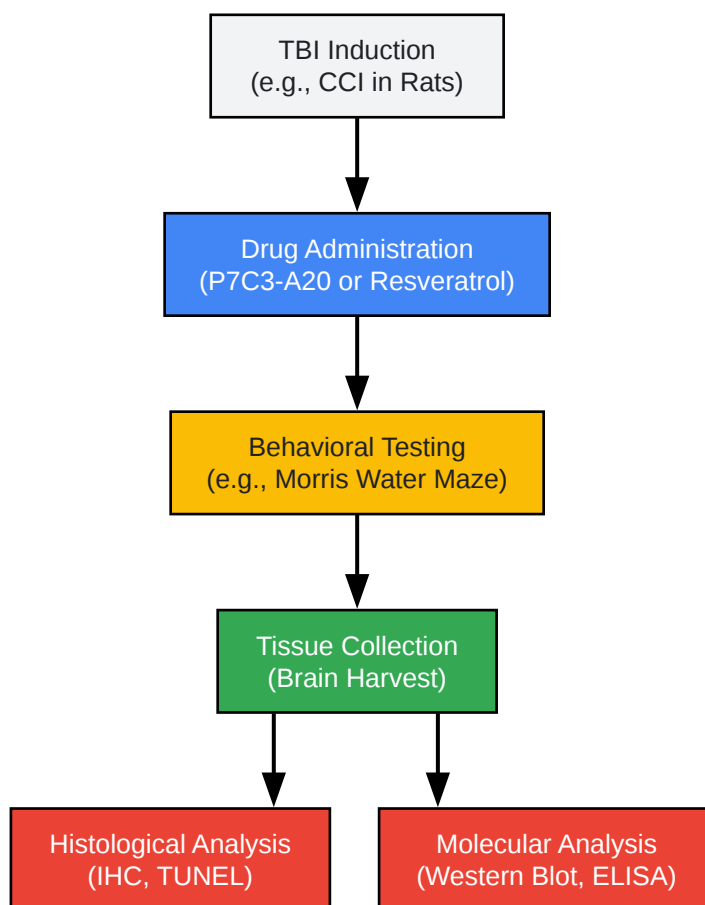 TBI Induction
(e.g., CCI in Rats)
Drug Administration
(P7C3-A20 or Resveratrol)
Behavioral Testing
(e.g., Morris Water Maze)
Tissue Collection
(Brain Harvest)
Histological Analysis
(IHC, TUNEL)
Molecular Analysis
(Western Blot, ELISA)